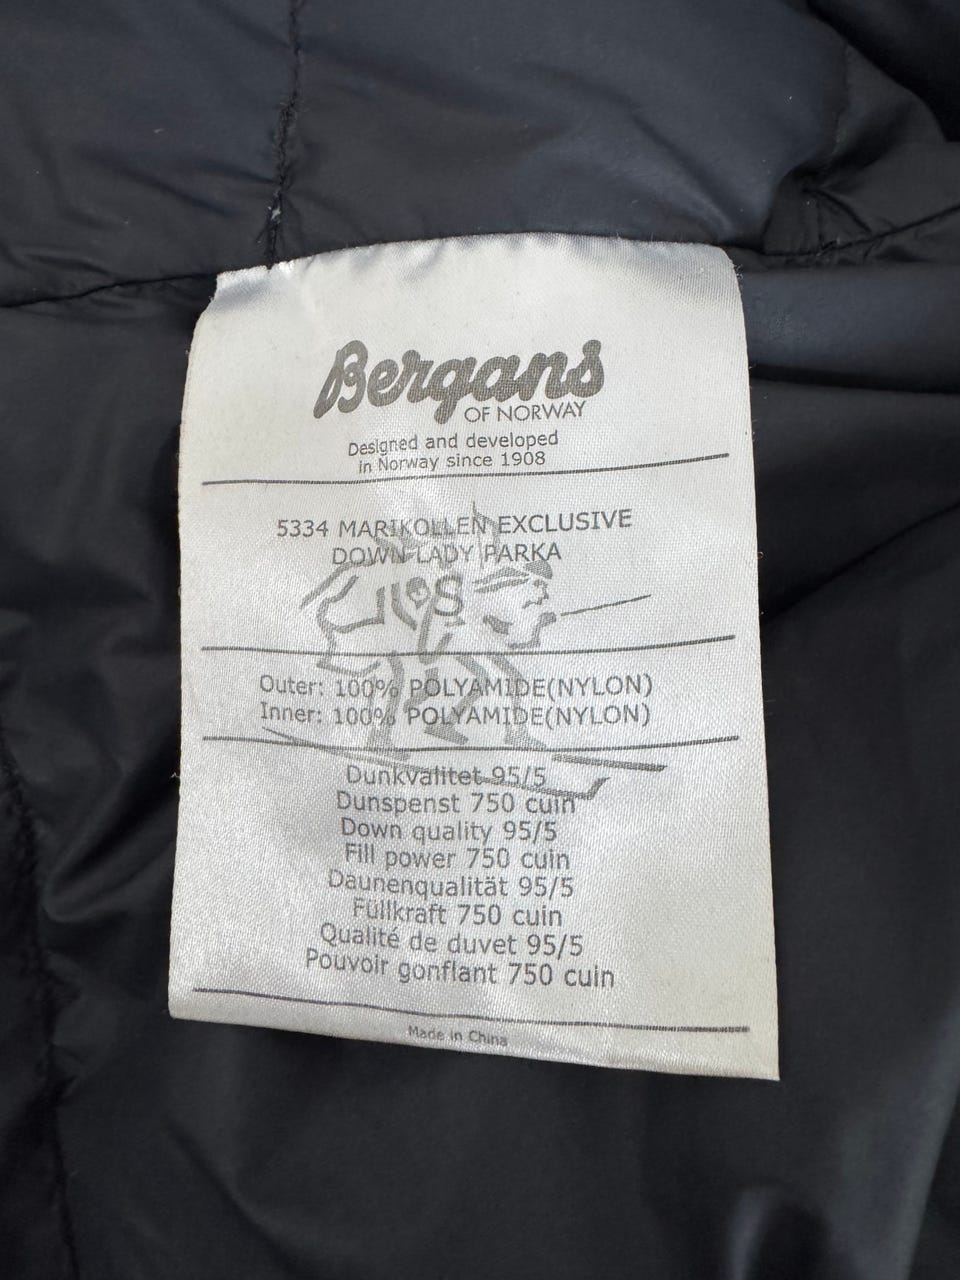 Bergans
OF NORWAY
Designed and developed
in Norway since 1908
5334 MARIKOLLEN EXCLUSIVE
DOWN LADY PARKA
S
Outer: 100% POLYAMIDE(NYLON)
Inner: 100% POLYAMIDE(NYLON)
Dunkvalitet 95/5
Dunspenst 750 cuin
Down quality 95/5
Fill power 750 cuin
Daunenqualität 95/5
Füllkraft 750 cuin
Qualité de duvet 95/5
Pouvoir gonflant 750 cuin
Made in China